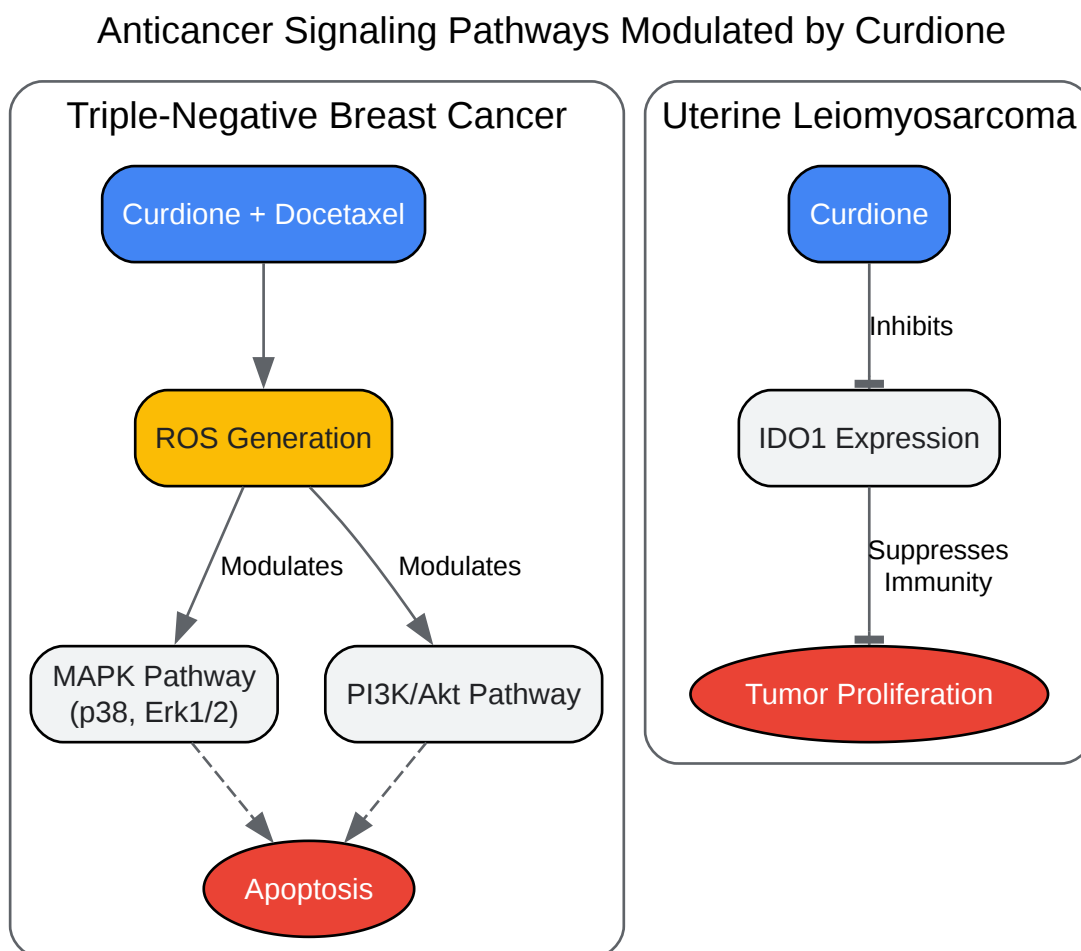 Anticancer Signaling Pathways Modulated by Curdione
Triple-Negative Breast Cancer
Curdione + Docetaxel
ROS Generation
Modulates
Modulates
MAPK Pathway
(p38, Erk1/2)
PI3K/Akt Pathway
Apoptosis
Uterine Leiomyosarcoma
Curdione
Inhibits
IDO1 Expression
Suppresses
Immunity
Tumor Proliferation